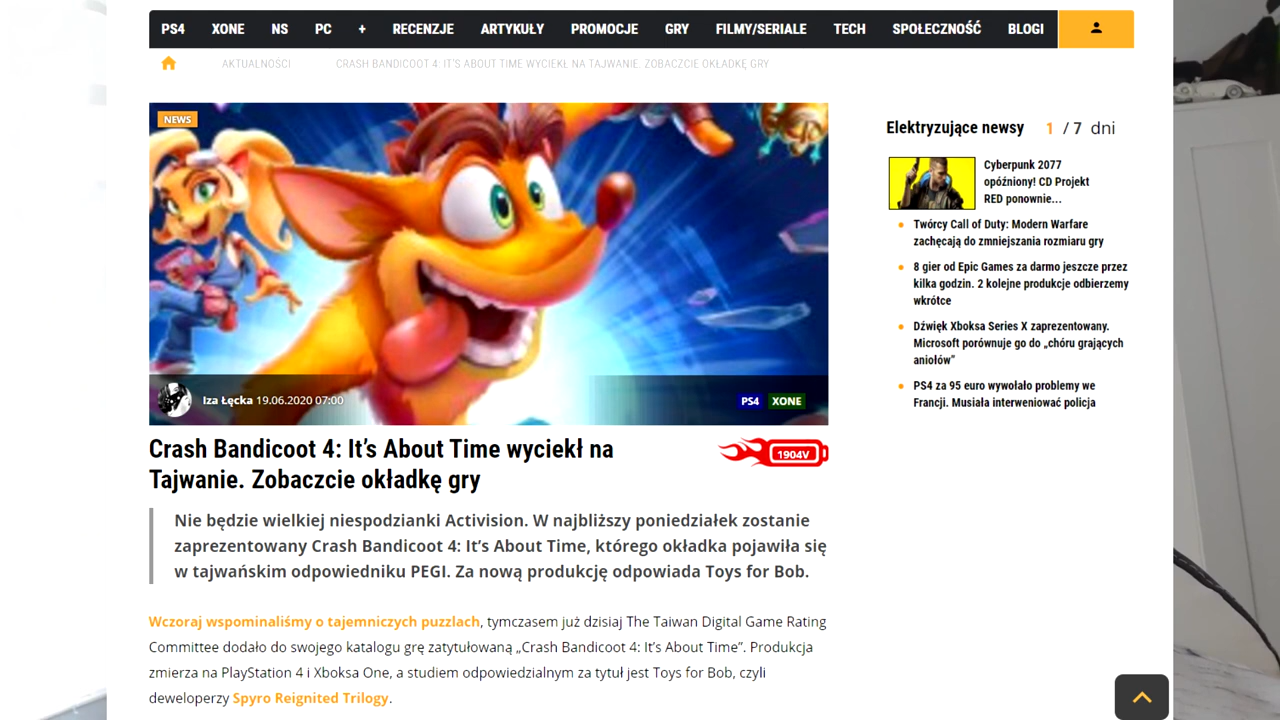 PS4 XONE NS PC + RECENZJE ARTYKUŁY PROMOCJE GRY FILMY/SERIALE TECH SPOŁECZNOŚĆ BLOGI
AKTUALNOŚCI CRASH BANDICOOT 4: IT'S ABOUT TIME WYCIEKŁ NA TAJWANIE. ZOBACZCIE OKŁADKĘ GRY
NEWS
Iza Łęcka 19.06.2020 07:00
PS4 XONE
Crash Bandicoot 4: It’s About Time wyciekł na
Tajwanie. Zobaczcie okładkę gry
1904V
Nie będzie wielkiej niespodzianki Activision. W najbliższy poniedziałek zostanie
zaprezentowany Crash Bandicoot 4: It’s About Time, którego okładka pojawiła się
w tajwańskim odpowiedniku PEGI. Za nową produkcję odpowiada Toys for Bob.
Wczoraj wspominaliśmy o tajemniczych puzzlach, tymczasem już dzisiaj The Taiwan Digital Game Rating
Committee dodało do swojego katalogu grę zatytułowaną „Crash Bandicoot 4: It’s About Time”. Produkcja
zmierza na PlayStation 4 i Xboksa One, a studiem odpowiedzialnym za tytuł jest Toys for Bob, czyli
deweloperzy Spyro Reignited Trilogy.
Elektryzujące newsy 1 / 7 dni
Cyberpunk 2077
opóźniony! CD Projekt
RED ponownie...
Twórcy Call of Duty: Modern Warfare
zachęcają do zmniejszania rozmiaru gry
8 gier od Epic Games za darmo jeszcze przez
kilka godzin. 2 kolejne produkcje odbierzemy
wkrótce
Dźwięk Xboksa Series X zaprezentowany.
Microsoft porównuje go do „chóru grających
aniołów”
PS4 za 95 euro wywołało problemy we
Francji. Musiała interweniować policja